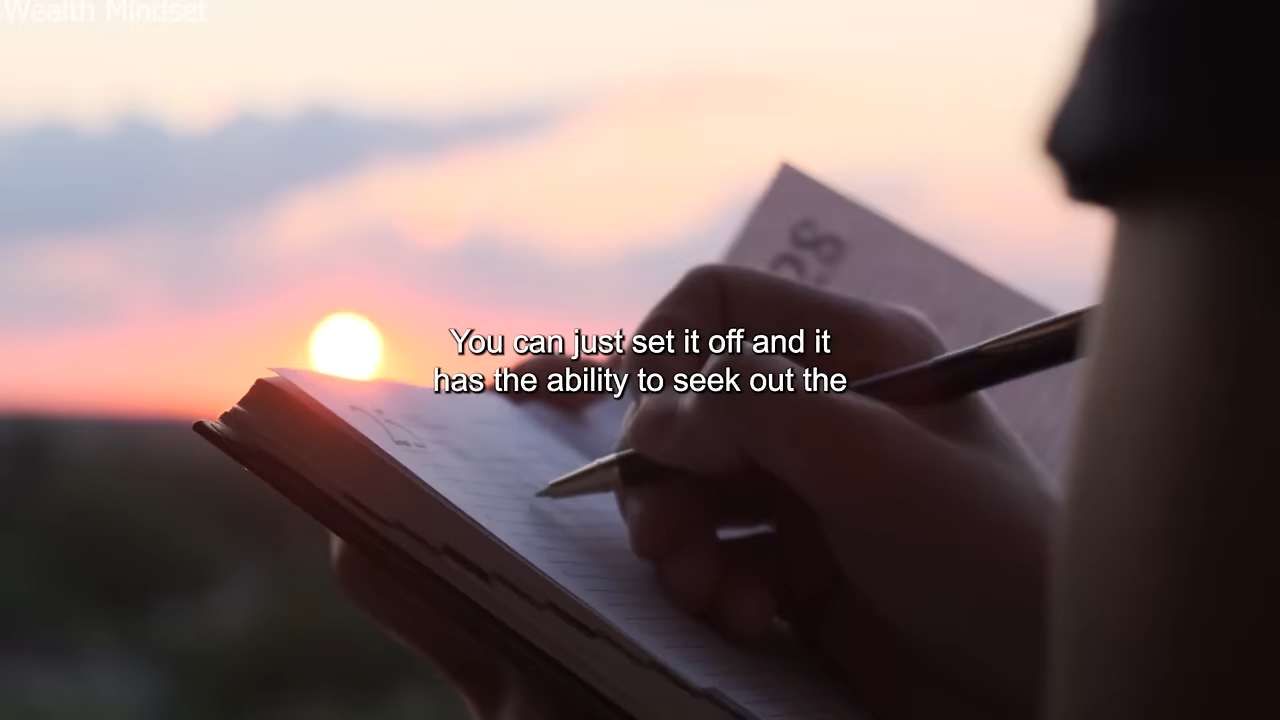 Wealth Mindset
You can just set it off and it
has the ability to seek out the